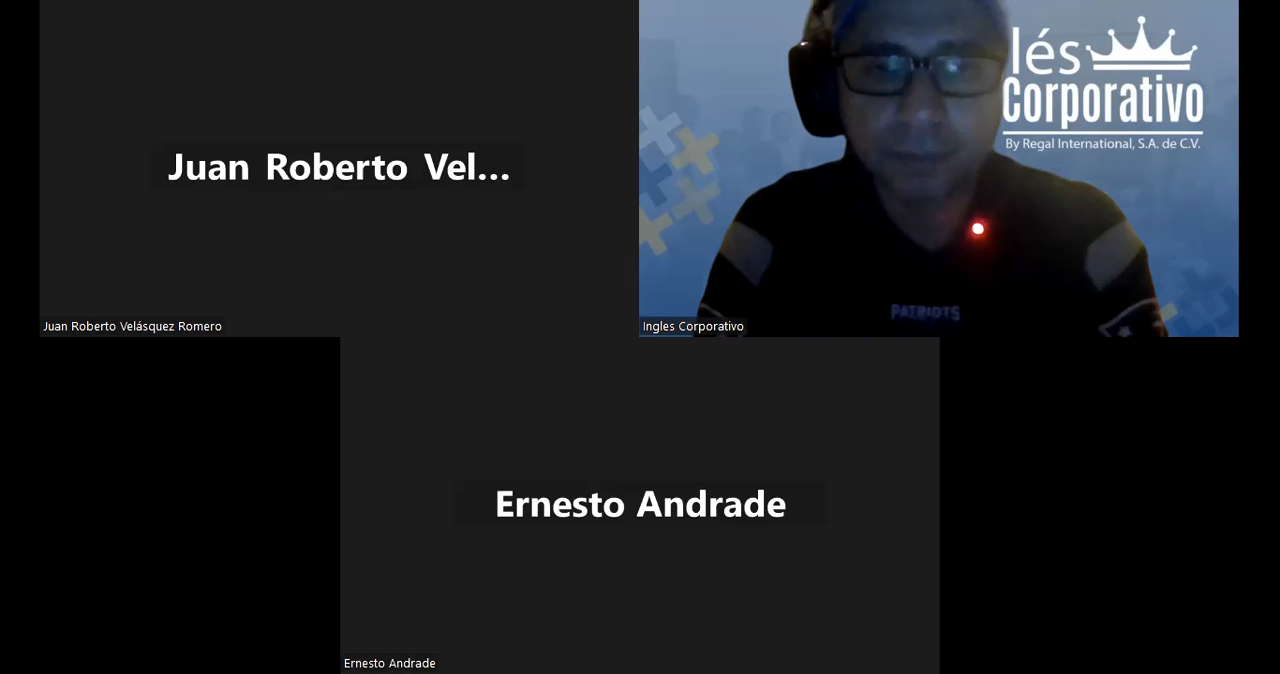 Juan Roberto Vel...
Juan Roberto Velásquez Romero
lés
Corporativo
By Regal International, S.A. de C.V.
PATRIOTS
Ingles Corporativo
Ernesto Andrade
Ernesto Andrade